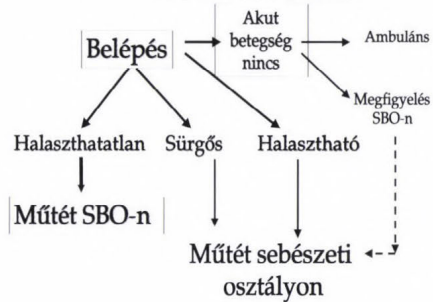 Akut
betegség
nincs
Belépés
Ambuláns
Megfigyelés
SBO-n
Halaszthatatlan
Sürgős
Halasztható
Műtét SBO-n
Műtét sebészeti
osztályon